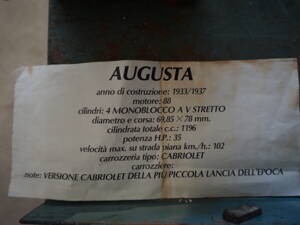 AUGUSTA
anno di costruzione: 1933/1937
motore: 88
cilindri: 4 MONOBLOCCO A V STRETTO
diametro e corsa: 69,85 × 78 mm.
cilindrata totale c.c.: 1196
potenza H.P.: 35
velocità max. su strada piana km./h.: 102
carrozzeria tipo: CABRIOLET
carrozziere:
note: VERSIONE CABRIOLET DELLA PIÙ PICCOLA LANCIA DELL'EPOCA